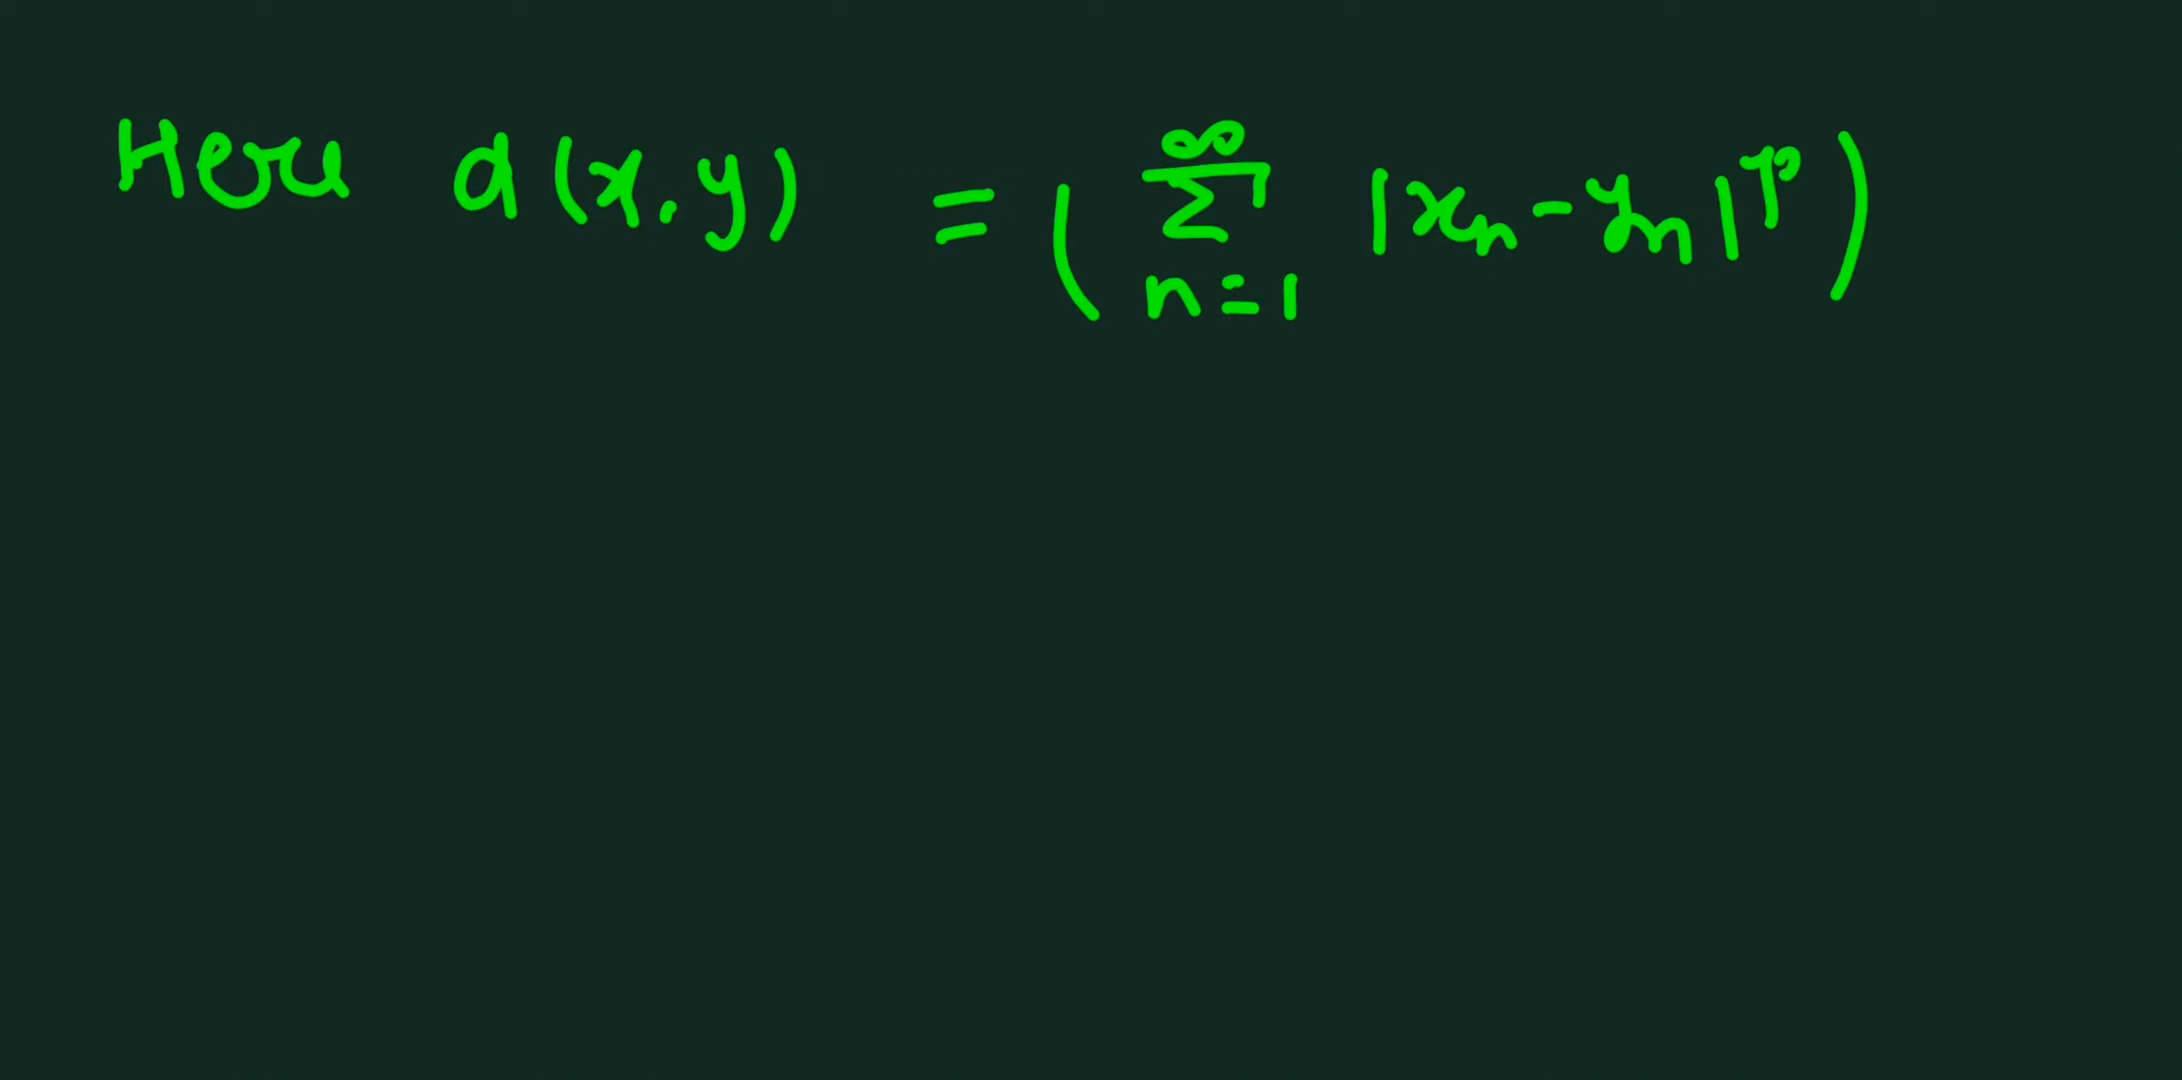 Here d(x,y) = ( ∑_{n=1}^{∞} |x_n - y_n|^p )